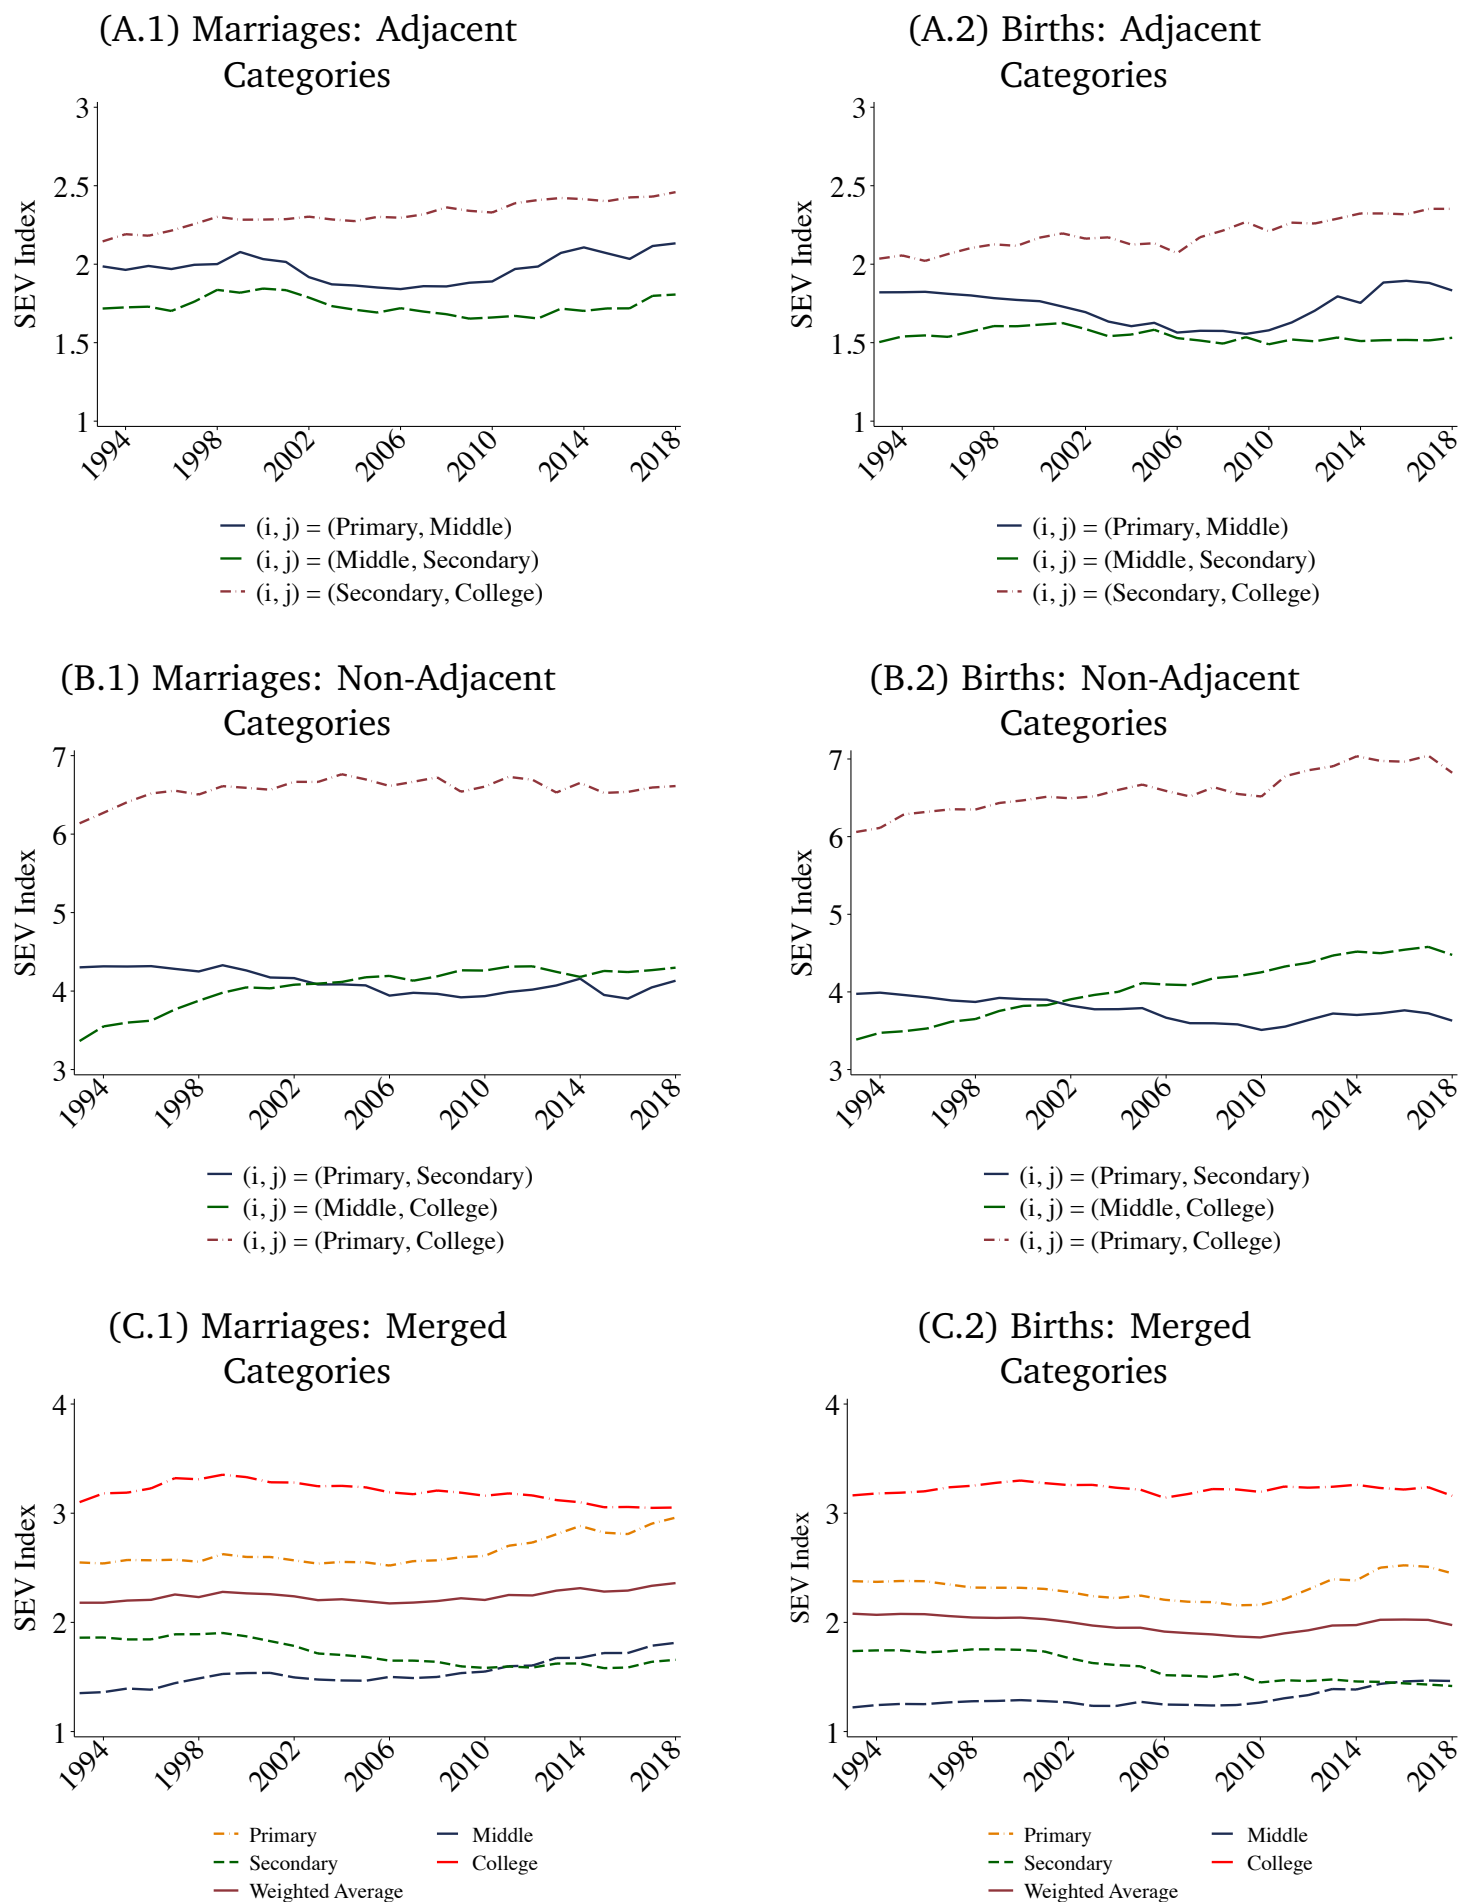 (A.1) Marriages: Adjacent
Categories
3
2.5
2
1.5
1
SEV Index
1994
1998
2002
2006
2010
2014
2018
(i, j) = (Primary, Middle)
(i, j) = (Middle, Secondary)
(i, j) = (Secondary, College)
(A.2) Births: Adjacent
Categories
3
2.5
2
1.5
1
SEV Index
1994
1998
2002
2006
2010
2014
2018
(i, j) = (Primary, Middle)
(i, j) = (Middle, Secondary)
(i, j) = (Secondary, College)
(B.1) Marriages: Non-Adjacent
Categories
7
6
5
4
3
SEV Index
1994
1998
2002
2006
2010
2014
2018
(i, j) = (Primary, Secondary)
(i, j) = (Middle, College)
(i, j) = (Primary, College)
(B.2) Births: Non-Adjacent
Categories
7
6
5
4
3
SEV Index
1994
1998
2002
2006
2010
2014
2018
(i, j) = (Primary, Secondary)
(i, j) = (Middle, College)
(i, j) = (Primary, College)
(C.1) Marriages: Merged
Categories
4
3
2
1
SEV Index
1994
1998
2002
2006
2010
2014
2018
Primary
Middle
Secondary
College
Weighted Average
(C.2) Births: Merged
Categories
4
3
2
1
SEV Index
1994
1998
2002
2006
2010
2014
2018
Primary
Middle
Secondary
College
Weighted Average